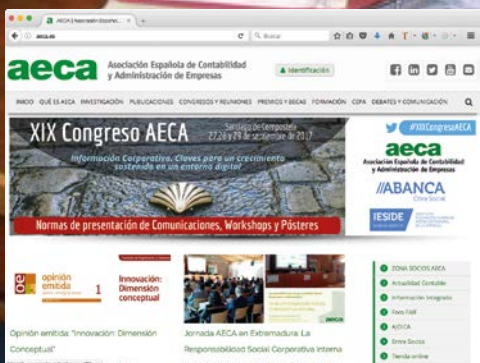 AECA | Asociación Español...
aeca.es
Buscar
aeca
Asociación Española de Contabilidad
y Administración de Empresas
Identificación
INICIO QUÉ ES AECA INVESTIGACIÓN PUBLICACIONES CONGRESOS Y REUNIONES PREMIOS Y BECAS FORMACIÓN CEPA DEBATES Y COMUNICACIÓN
XIX Congreso AECA
Santiago de Compostela
27,28 y 29 de septiembre de 2017
Información Corporativa. Claves para un crecimiento
sostenido en un entorno digital
Normas de presentación de Comunicaciones, Workshops y Pósteres
#XIXCongresoAECA
aeca
Asociación Española de Contabilidad
y Administración de Empresas
//ABANCA
Obra Social
IESIDE
oe
opinión
emitida
1
Innovación:
Dimensión
conceptual
aeca
Opinión emitida: "Innovación: Dimensión
Conceptual"
Jornada AECA en Extremadura: La
Responsabilidad Social Corporativa Interna
ZONA SOCIOS AECA
Actualidad Contable
Información Integrada
Foro FAIF
AJOICA
Entre Socios
Tienda online